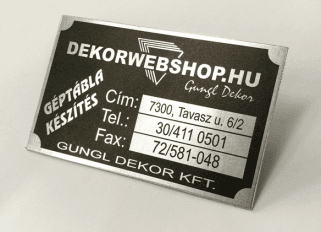 DEKORWEBSHOP.HU
Gungl Dekor
GÉPTÁBLA
KÉSZÍTÉS
Cím: 7300, Tavasz u. 6/2
Tel.: 30/411 0501
Fax: 72/581-048
GUNGL DEKOR KFT.